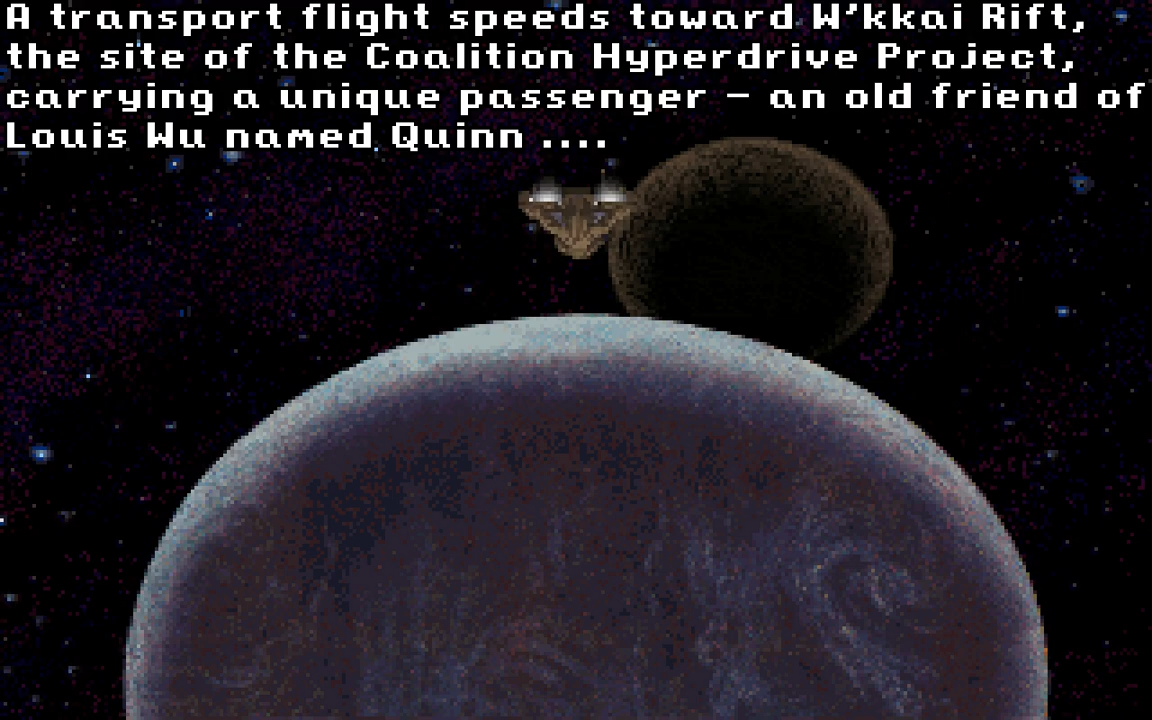 A transport flight speeds toward W'kkai Rift,
the site of the Coalition Hyperdrive Project,
carrying a unique passenger – an old friend of
Louis Wu named Quinn ....